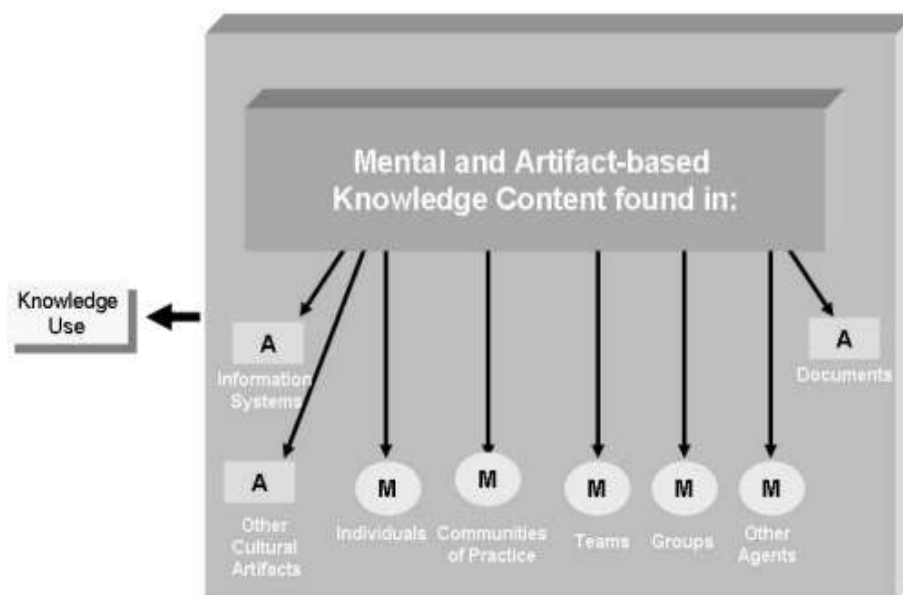 Mental and Artifact-based
Knowledge Content found in:
Knowledge
Use
A
Information
Systems
A
Documents
A
Other
Cultural
Artifacts
M
Individuals
M
Communities
of Practice
M
Teams
M
Groups
M
Other
Agents